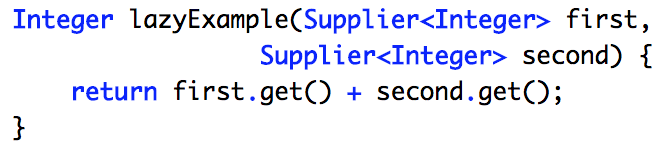 Integer lazyExample(Supplier<Integer> first,
                    Supplier<Integer> second) {
    return first.get() + second.get();
}